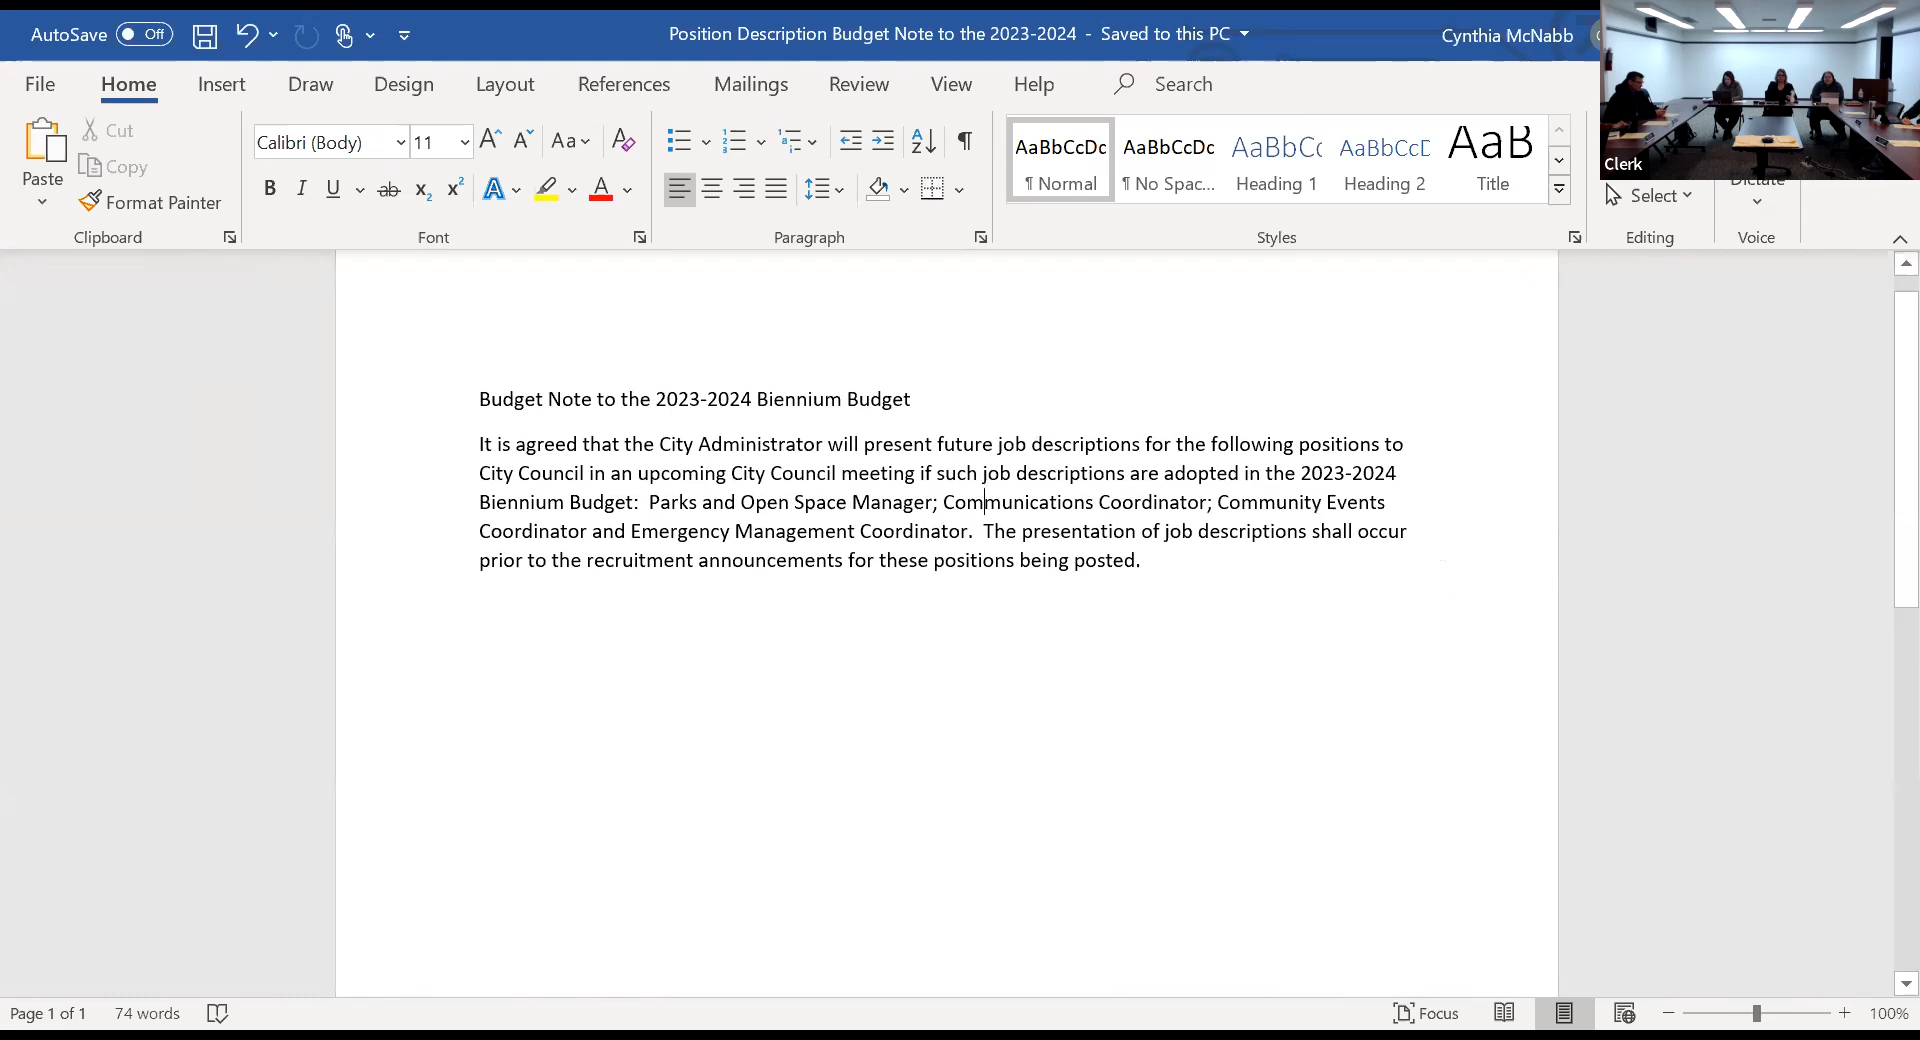 AutoSave Off Position Description Budget Note to the 2023-2024 - Saved to this PC Cynthia McNabb
File Home Insert Draw Design Layout References Mailings Review View Help Search
Clerk
Paste
Cut
Copy
Format Painter
Clipboard
Calibri (Body) 11
Font
Paragraph
AaBbCcDc AaBbCcDc AaBbCc AaBbCcD AaB
¶ Normal ¶ No Spac... Heading 1 Heading 2 Title
Styles
Select
Editing
Dictate
Voice
Budget Note to the 2023-2024 Biennium Budget
It is agreed that the City Administrator will present future job descriptions for the following positions to
City Council in an upcoming City Council meeting if such job descriptions are adopted in the 2023-2024
Biennium Budget:  Parks and Open Space Manager; Communications Coordinator; Community Events
Coordinator and Emergency Management Coordinator.  The presentation of job descriptions shall occur
prior to the recruitment announcements for these positions being posted.
Page 1 of 1 74 words Focus 100%